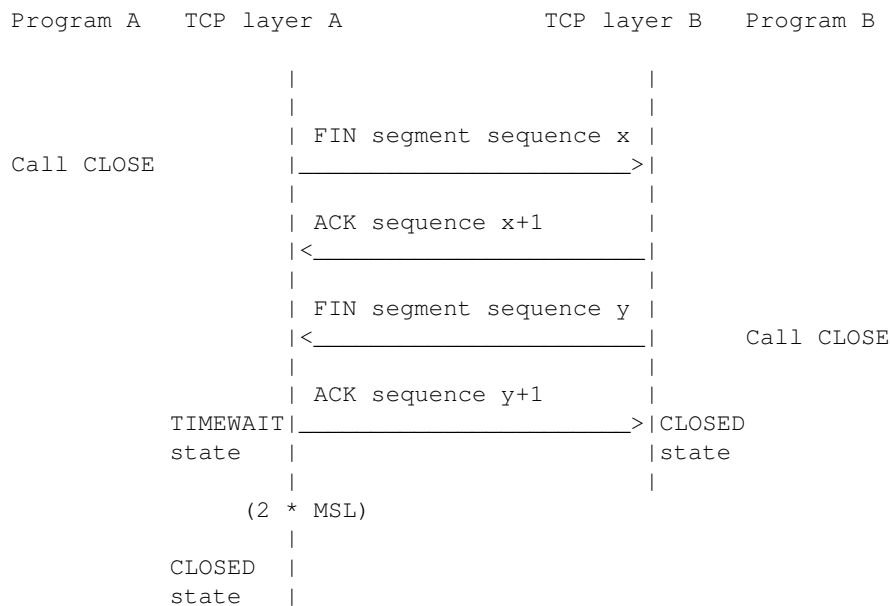 Program A TCP layer A TCP layer B Program B
FIN segment sequence x
Call CLOSE
ACK sequence x+1
FIN segment sequence y
Call CLOSE
ACK sequence y+1
TIMEWAIT CLOSED
state state
(2 * MSL)
CLOSED
state